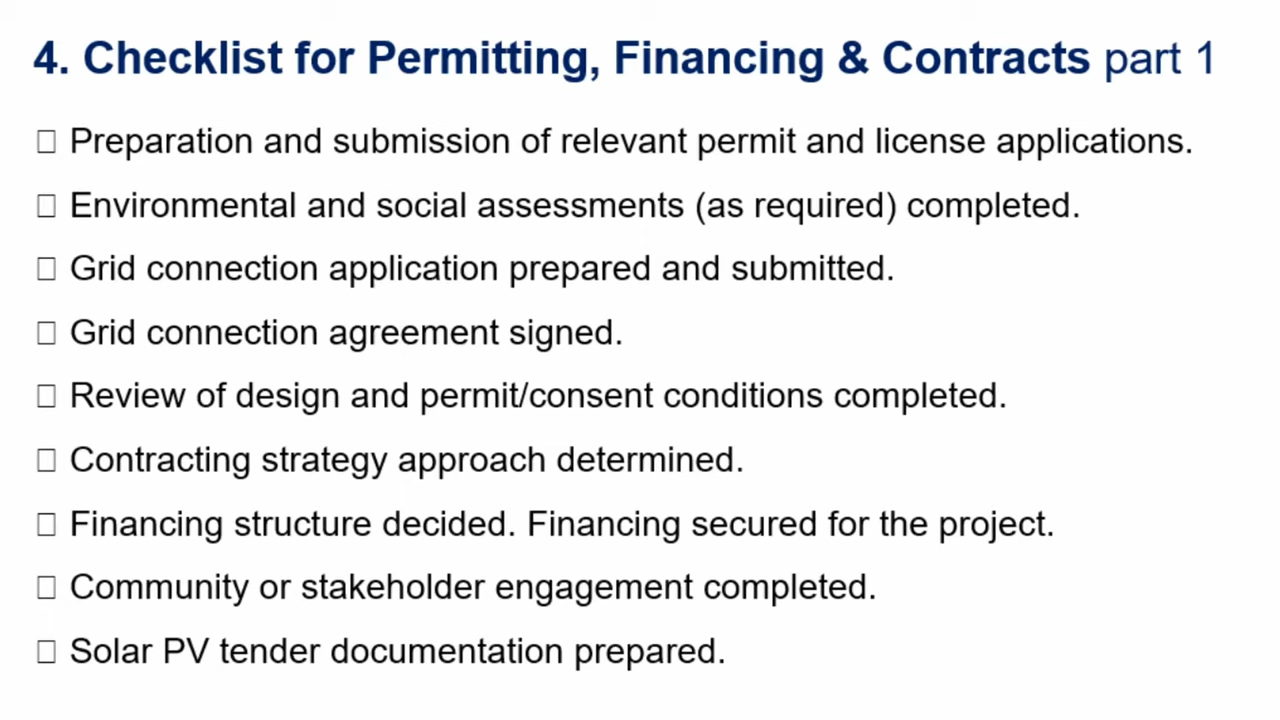 4. Checklist for Permitting, Financing & Contracts part 1
☐ Preparation and submission of relevant permit and license applications.
☐ Environmental and social assessments (as required) completed.
☐ Grid connection application prepared and submitted.
☐ Grid connection agreement signed.
☐ Review of design and permit/consent conditions completed.
☐ Contracting strategy approach determined.
☐ Financing structure decided. Financing secured for the project.
☐ Community or stakeholder engagement completed.
☐ Solar PV tender documentation prepared.